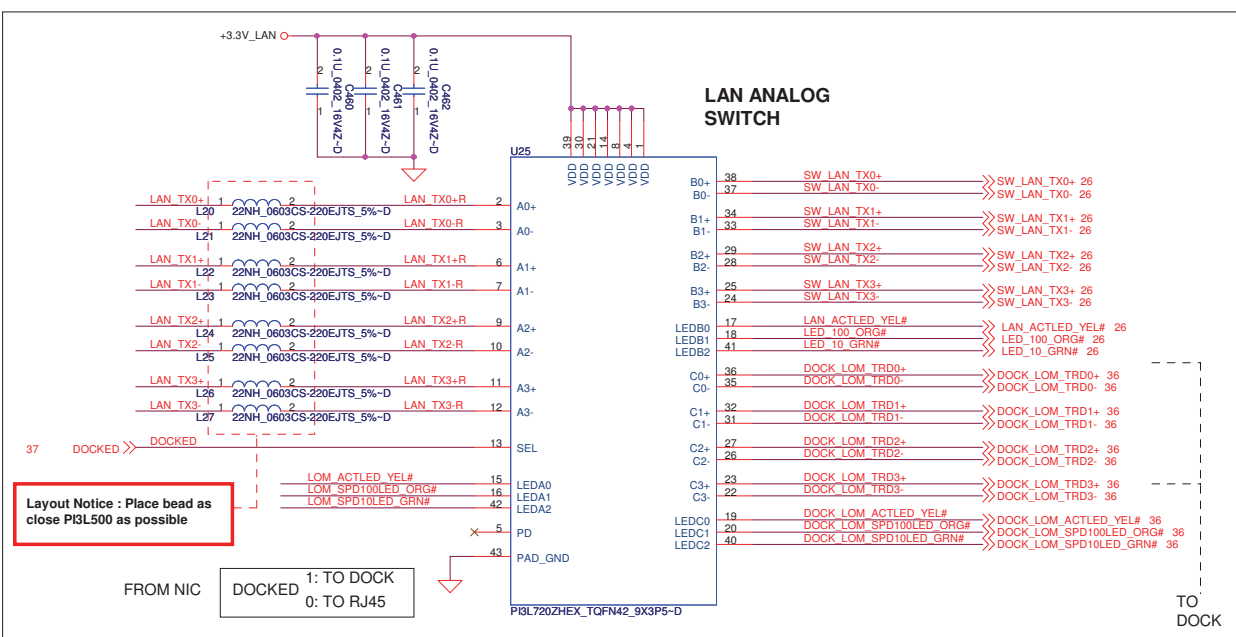 +3.3V_LAN
2 0.1U_0402_16V4Z~D C460 1
2 0.1U_0402_16V4Z~D C461 1
2 0.1U_0402_16V4Z~D C462 1
LAN ANALOG
SWITCH
U25
39 30 21 14 8 4 1
VDD VDD VDD VDD VDD VDD VDD
LAN_TX0+ 1 2 LAN_TX0+R 2 A0+
L20 22NH_0603CS-220EJTS_5%~D
LAN_TX0- 1 2 LAN_TX0-R 3 A0-
L21 22NH_0603CS-220EJTS_5%~D
LAN_TX1+ 1 2 LAN_TX1+R 6 A1+
L22 22NH_0603CS-220EJTS_5%~D
LAN_TX1- 1 2 LAN_TX1-R 7 A1-
L23 22NH_0603CS-220EJTS_5%~D
LAN_TX2+ 1 2 LAN_TX2+R 9 A2+
L24 22NH_0603CS-220EJTS_5%~D
LAN_TX2- 1 2 LAN_TX2-R 10 A2-
L25 22NH_0603CS-220EJTS_5%~D
LAN_TX3+ 1 2 LAN_TX3+R 11 A3+
L26 22NH_0603CS-220EJTS_5%~D
LAN_TX3- 1 2 LAN_TX3-R 12 A3-
L27 22NH_0603CS-220EJTS_5%~D
37 DOCKED DOCKED 13 SEL
LOM_ACTLED_YEL# 15 LEDA0
LOM_SPD100LED_ORG# 16 LEDA1
LOM_SPD10LED_GRN# 42 LEDA2
5 PD
43 PAD_GND
B0+ 38 SW_LAN_TX0+ SW_LAN_TX0+ 26
B0- 37 SW_LAN_TX0- SW_LAN_TX0- 26
B1+ 34 SW_LAN_TX1+ SW_LAN_TX1+ 26
B1- 33 SW_LAN_TX1- SW_LAN_TX1- 26
B2+ 29 SW_LAN_TX2+ SW_LAN_TX2+ 26
B2- 28 SW_LAN_TX2- SW_LAN_TX2- 26
B3+ 25 SW_LAN_TX3+ SW_LAN_TX3+ 26
B3- 24 SW_LAN_TX3- SW_LAN_TX3- 26
LEDB0 17 LAN_ACTLED_YEL# LAN_ACTLED_YEL# 26
LEDB1 18 LED_100_ORG# LED_100_ORG# 26
LEDB2 41 LED_10_GRN# LED_10_GRN# 26
C0+ 36 DOCK_LOM_TRD0+ DOCK_LOM_TRD0+ 36
C0- 35 DOCK_LOM_TRD0- DOCK_LOM_TRD0- 36
C1+ 32 DOCK_LOM_TRD1+ DOCK_LOM_TRD1+ 36
C1- 31 DOCK_LOM_TRD1- DOCK_LOM_TRD1- 36
C2+ 27 DOCK_LOM_TRD2+ DOCK_LOM_TRD2+ 36
C2- 26 DOCK_LOM_TRD2- DOCK_LOM_TRD2- 36
C3+ 23 DOCK_LOM_TRD3+ DOCK_LOM_TRD3+ 36
C3- 22 DOCK_LOM_TRD3- DOCK_LOM_TRD3- 36
LEDC0 19 DOCK_LOM_ACTLED_YEL# DOCK_LOM_ACTLED_YEL# 36
LEDC1 20 DOCK_LOM_SPD100LED_ORG# DOCK_LOM_SPD100LED_ORG# 36
LEDC2 40 DOCK_LOM_SPD10LED_GRN# DOCK_LOM_SPD10LED_GRN# 36
Layout Notice : Place bead as
close PI3L500 as possible
FROM NIC
DOCKED
1: TO DOCK
0: TO RJ45
PI3L720ZHEX_TQFN42_9X3P5~D
TO
DOCK